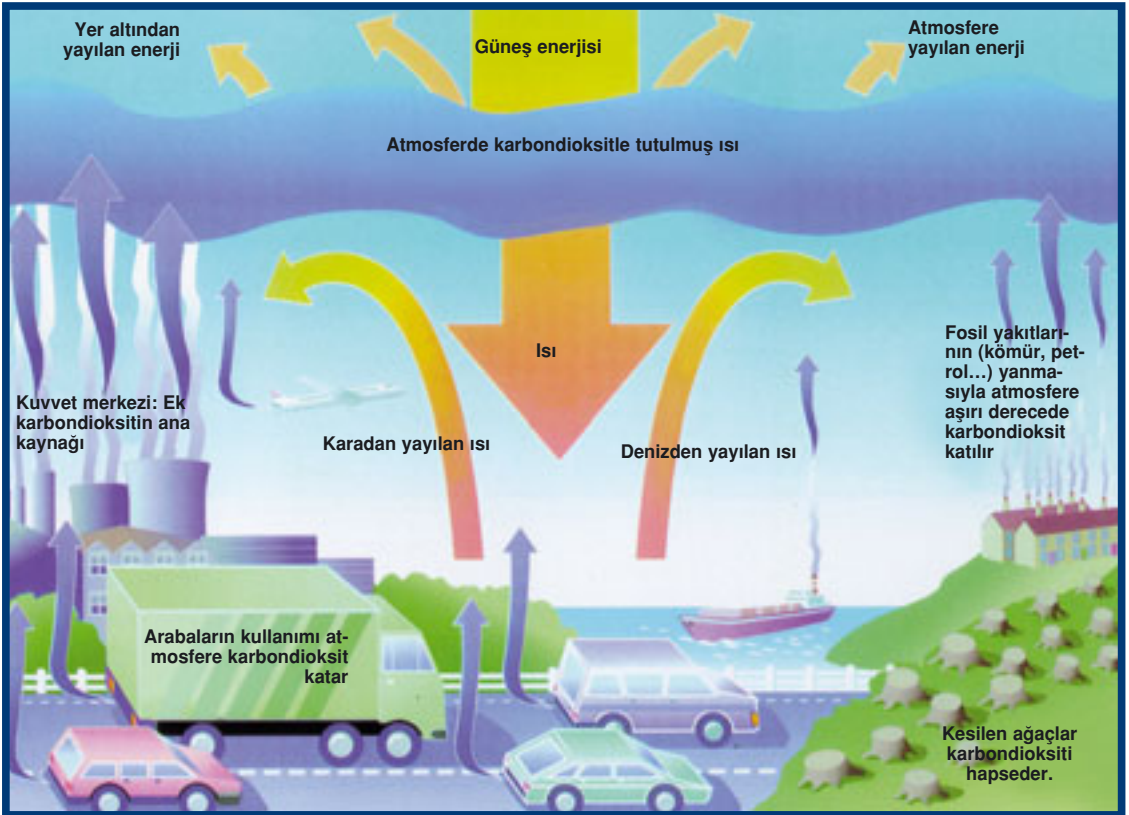 Yer altından
yayılan enerji
Güneş enerjisi
Atmosfere
yayılan enerji
Atmosferde karbondioksitle tutulmuş ısı
Isı
Kuvvet merkezi: Ek
karbondioksitin ana
kaynağı
Karadan yayılan ısı
Denizden yayılan ısı
Fosil yakıtları-
nın (kömür, pet-
rol...) yanma-
sıyla atmosfere
aşırı derecede
karbondioksit
katılır
Arabaların kullanımı at-
mosfere karbondioksit
katar
Kesilen ağaçlar
karbondioksiti
hapseder.